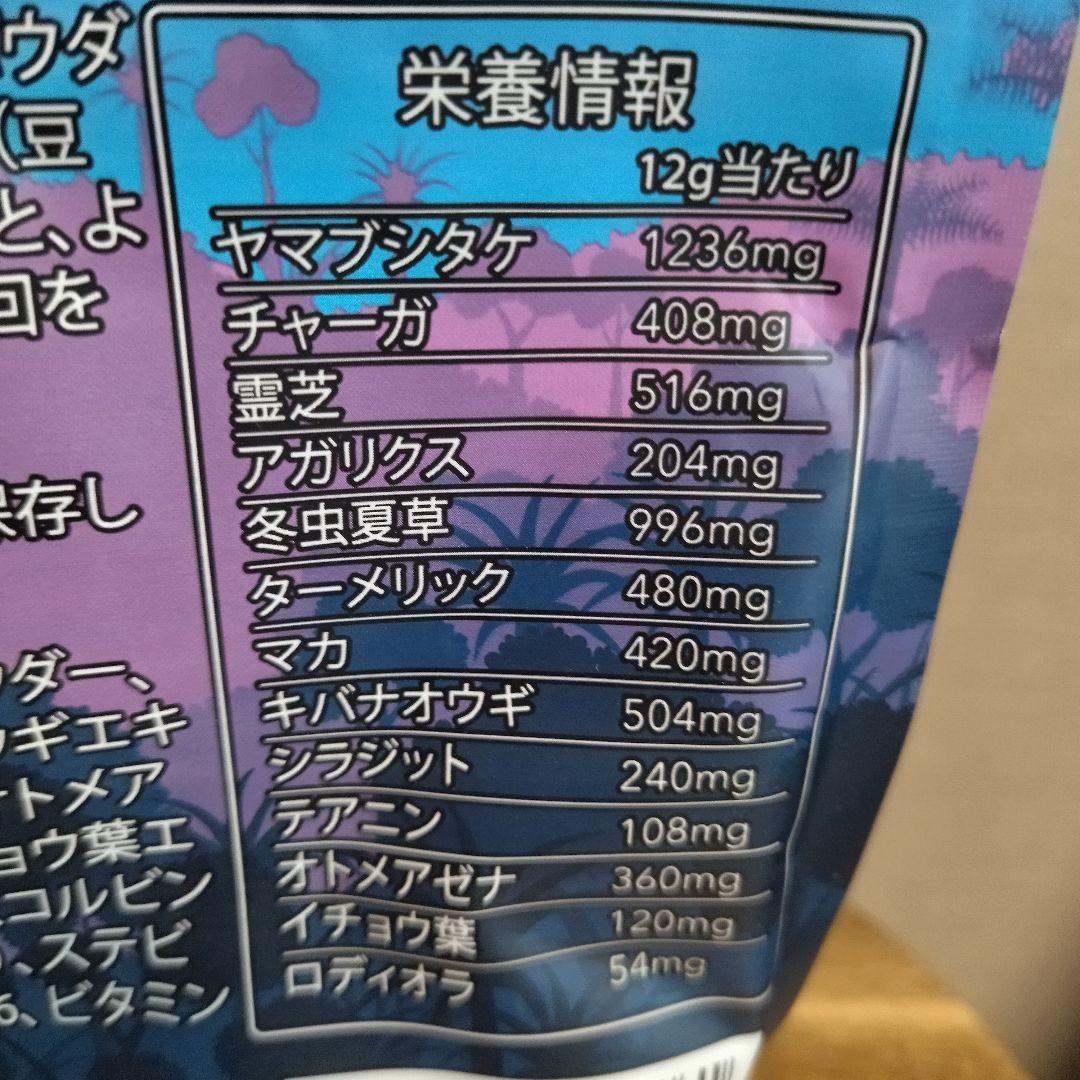 ウダ
(豆
と、よ
回を
保存し
ダー、
ギエキ
トメア
ョウ葉エ
コルビン
、ステビ
6、ビタミン
栄養情報
12g当たり
ヤマブシタケ 1236mg
チャーガ 408mg
霊芝 516mg
アガリクス 204mg
冬虫夏草 996mg
ターメリック 480mg
マカ 420mg
キバナオウギ 504mg
シラジット 240mg
テアニン 108mg
オトメアゼナ 360mg
イチョウ葉 120mg
ロディオラ 54mg